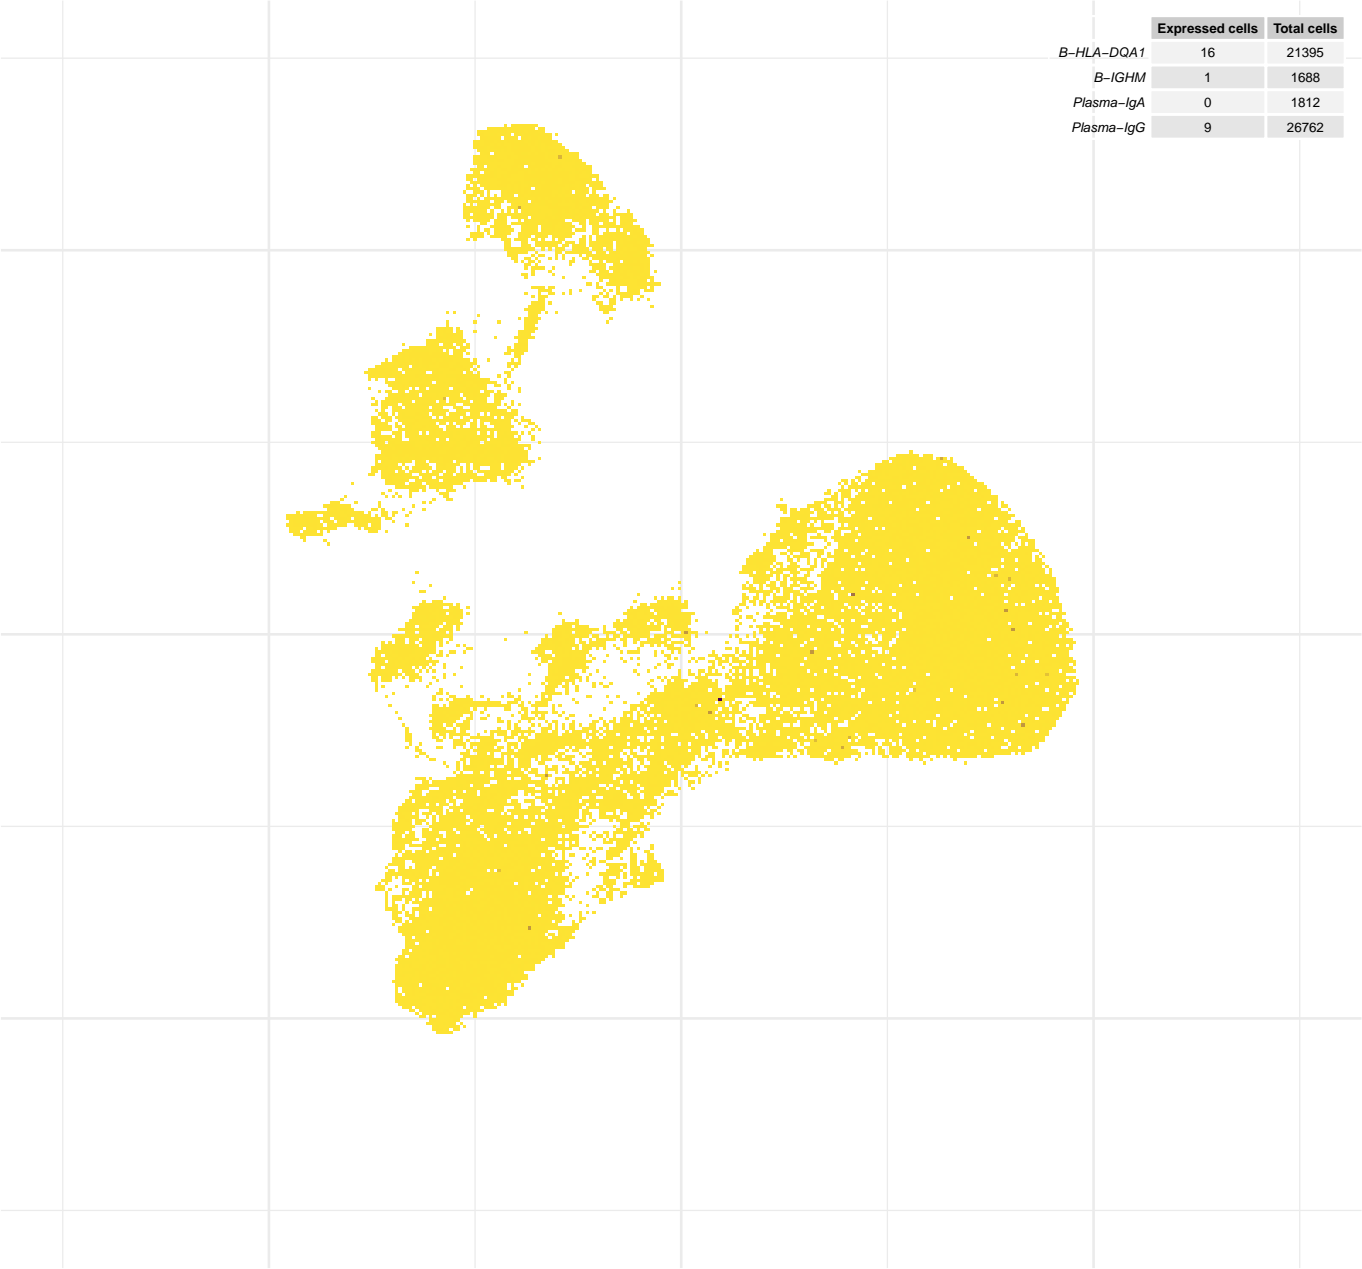 Expressed cells Total cells
B−HLA−DQA1 16 21395
B−IGHM 1 1688
Plasma−IgA 0 1812
Plasma−IgG 9 26762